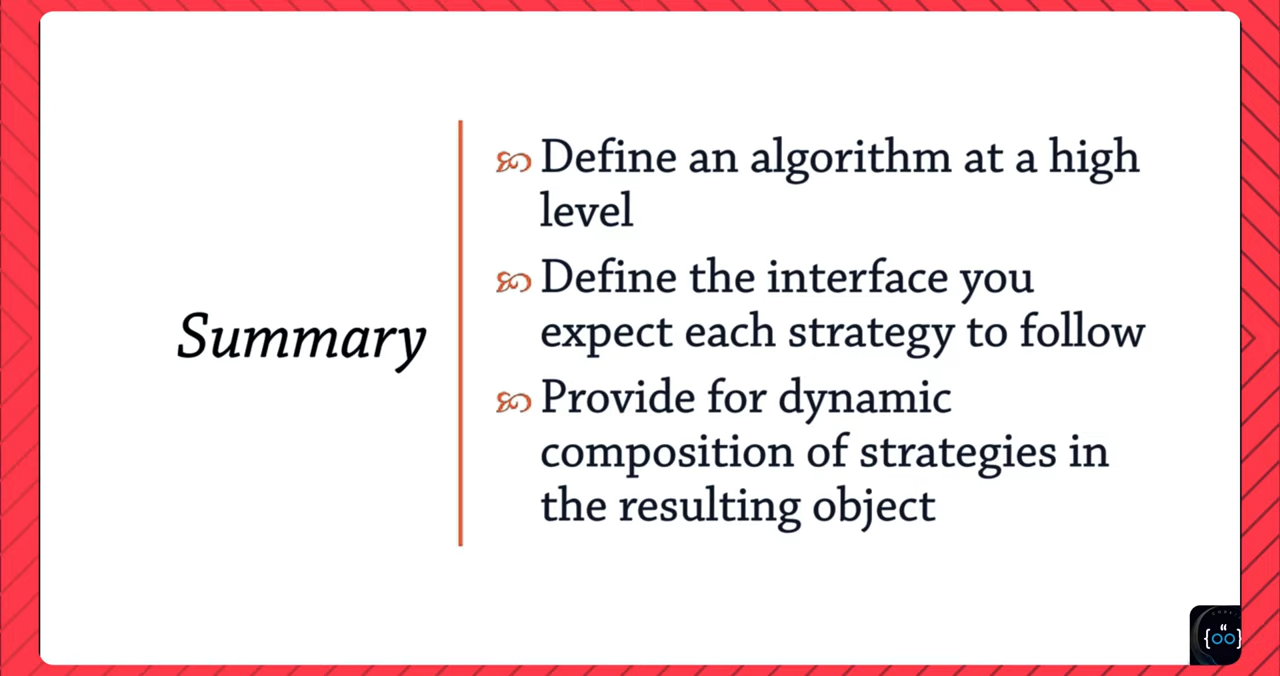 Summary
Define an algorithm at a high
level
Define the interface you
expect each strategy to follow
Provide for dynamic
composition of strategies in
the resulting object